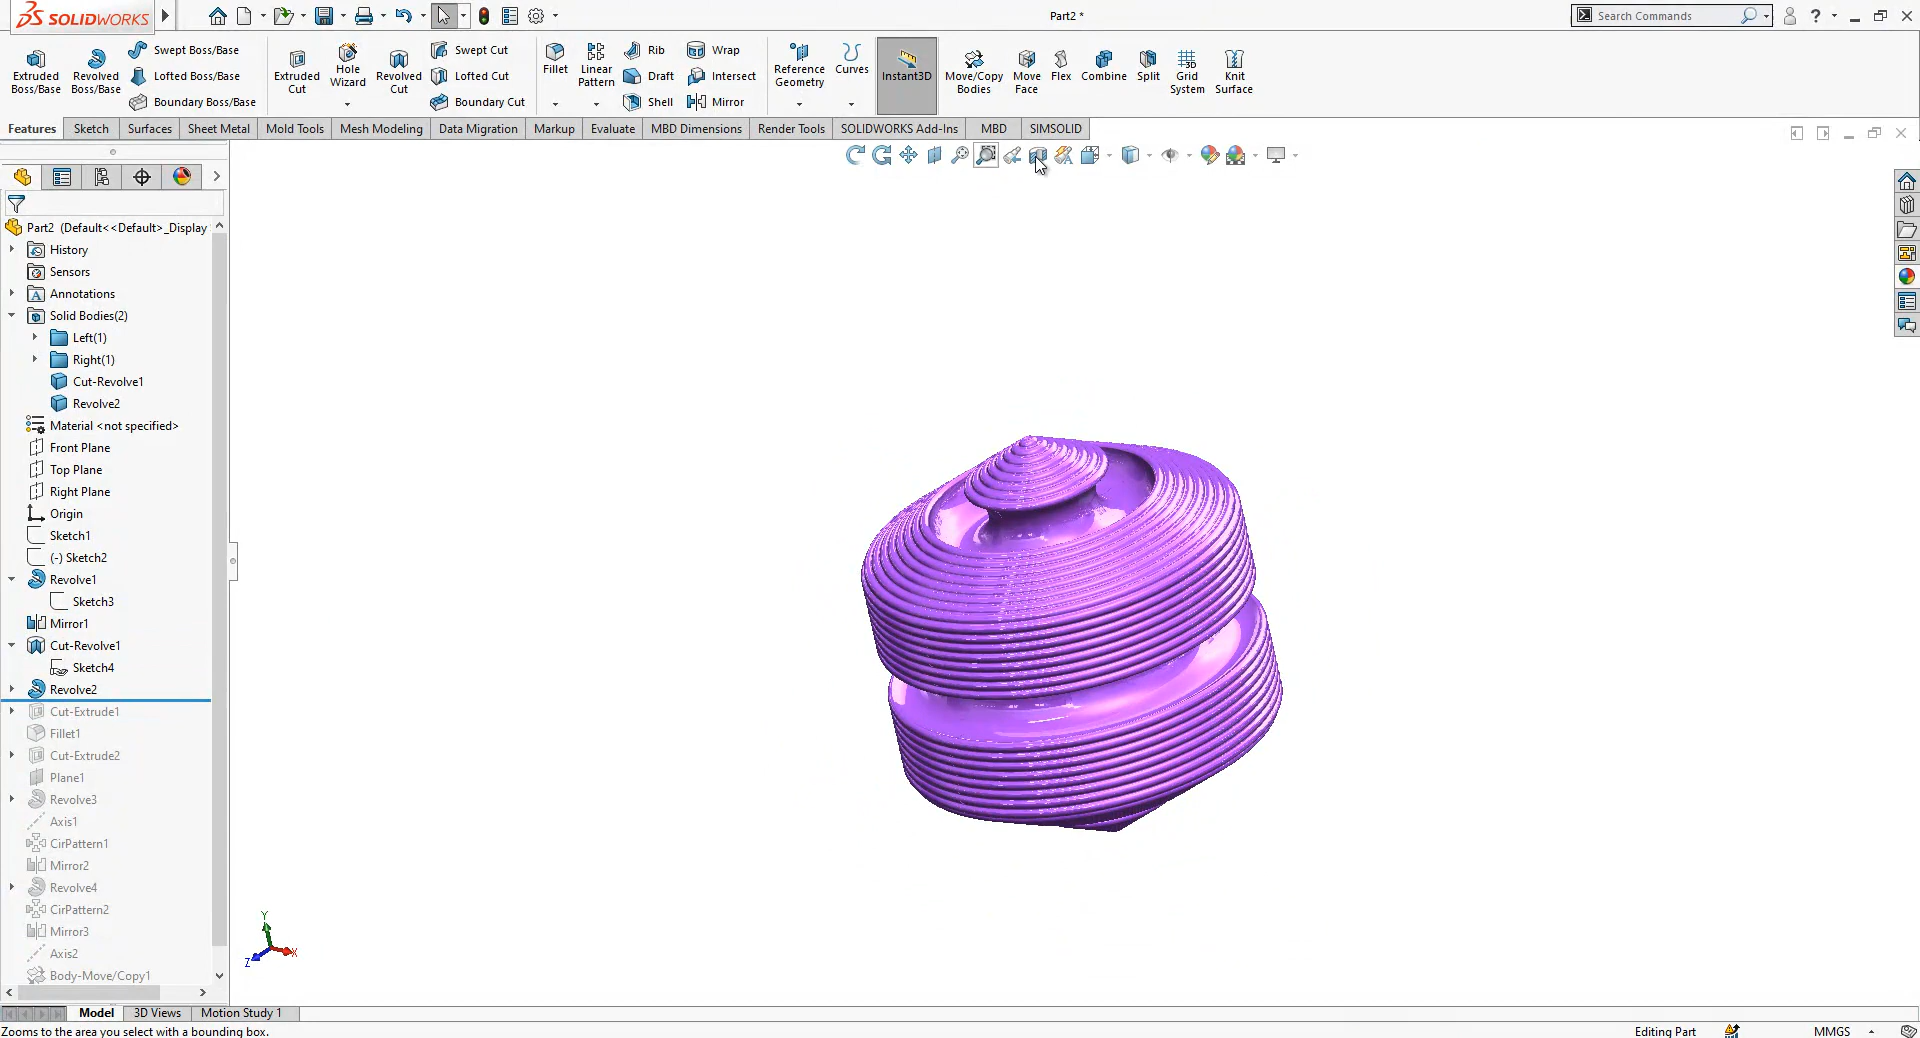 SOLIDWORKS
Part2 *
Search Commands
Extruded Boss/Base
Revolved Boss/Base
Swept Boss/Base
Lofted Boss/Base
Boundary Boss/Base
Extruded Cut
Hole Wizard
Revolved Cut
Swept Cut
Lofted Cut
Boundary Cut
Fillet
Linear Pattern
Rib
Draft
Shell
Wrap
Intersect
Mirror
Reference Geometry
Curves
Instant3D
Move/Copy Bodies
Move Face
Flex
Combine
Split
Grid System
Knit Surface
Features
Sketch
Surfaces
Sheet Metal
Mold Tools
Mesh Modeling
Data Migration
Markup
Evaluate
MBD Dimensions
Render Tools
SOLIDWORKS Add-Ins
MBD
SIMSOLID
Part2 (Default<<Default>_Display
History
Sensors
Annotations
Solid Bodies(2)
Left(1)
Right(1)
Cut-Revolve1
Revolve2
Material <not specified>
Front Plane
Top Plane
Right Plane
Origin
Sketch1
(-) Sketch2
Revolve1
Sketch3
Mirror1
Cut-Revolve1
Sketch4
Revolve2
Cut-Extrude1
Fillet1
Cut-Extrude2
Plane1
Revolve3
Axis1
CirPattern1
Mirror2
Revolve4
CirPattern2
Mirror3
Axis2
Body-Move/Copy1
Y
X
Z
Model
3D Views
Motion Study 1
Zooms to the area you select with a bounding box.
Editing Part
MMGS